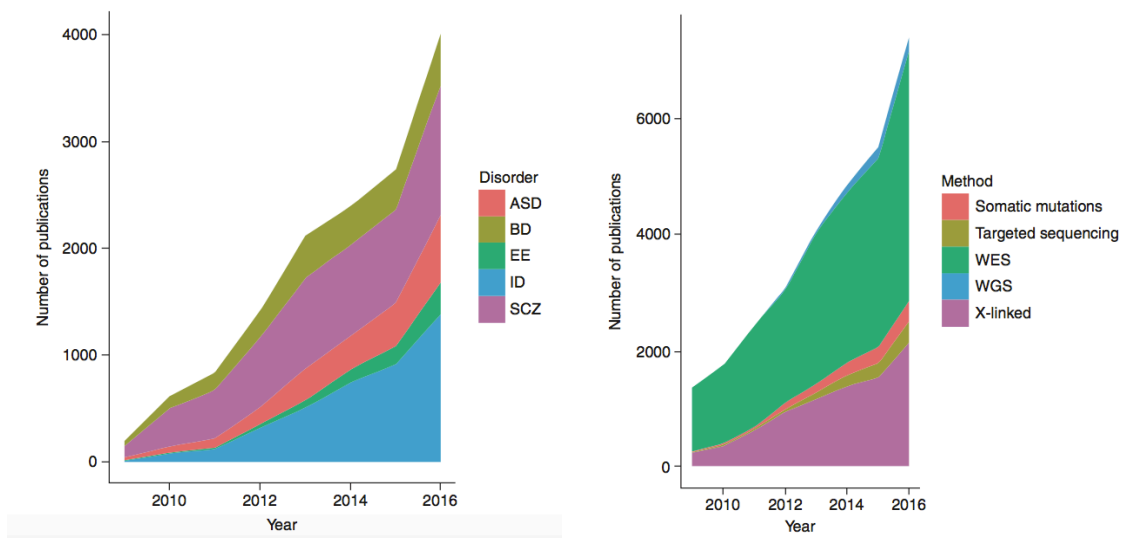 4000
3000
2000
1000
0
Number of publications
2010 2012 2014 2016
Year
Disorder
ASD
BD
EE
ID
SCZ
6000
4000
2000
0
Number of publications
2010 2012 2014 2016
Year
Method
Somatic mutations
Targeted sequencing
WES
WGS
X-linked